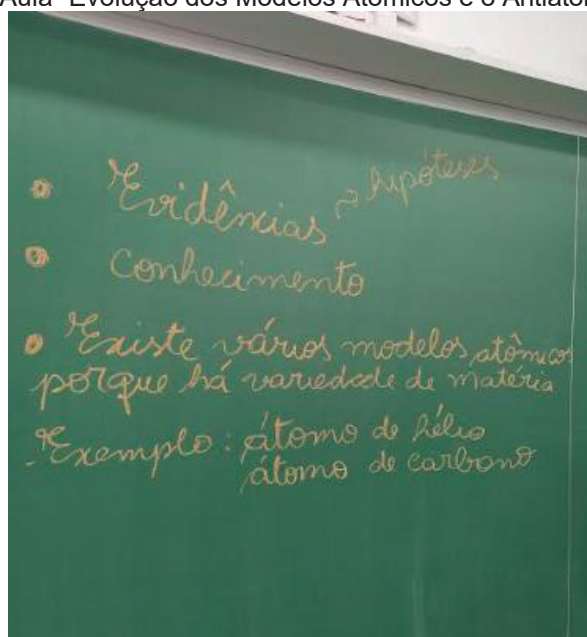 Aula "Evolução dos Modelos Atômicos e o Antiáto
• Evidências → hipóteses
• Conhecimento
• Existe vários modelos atômicos
porque há variedade de matéria
- Exemplo: átomo de hélio
átomo de carbono